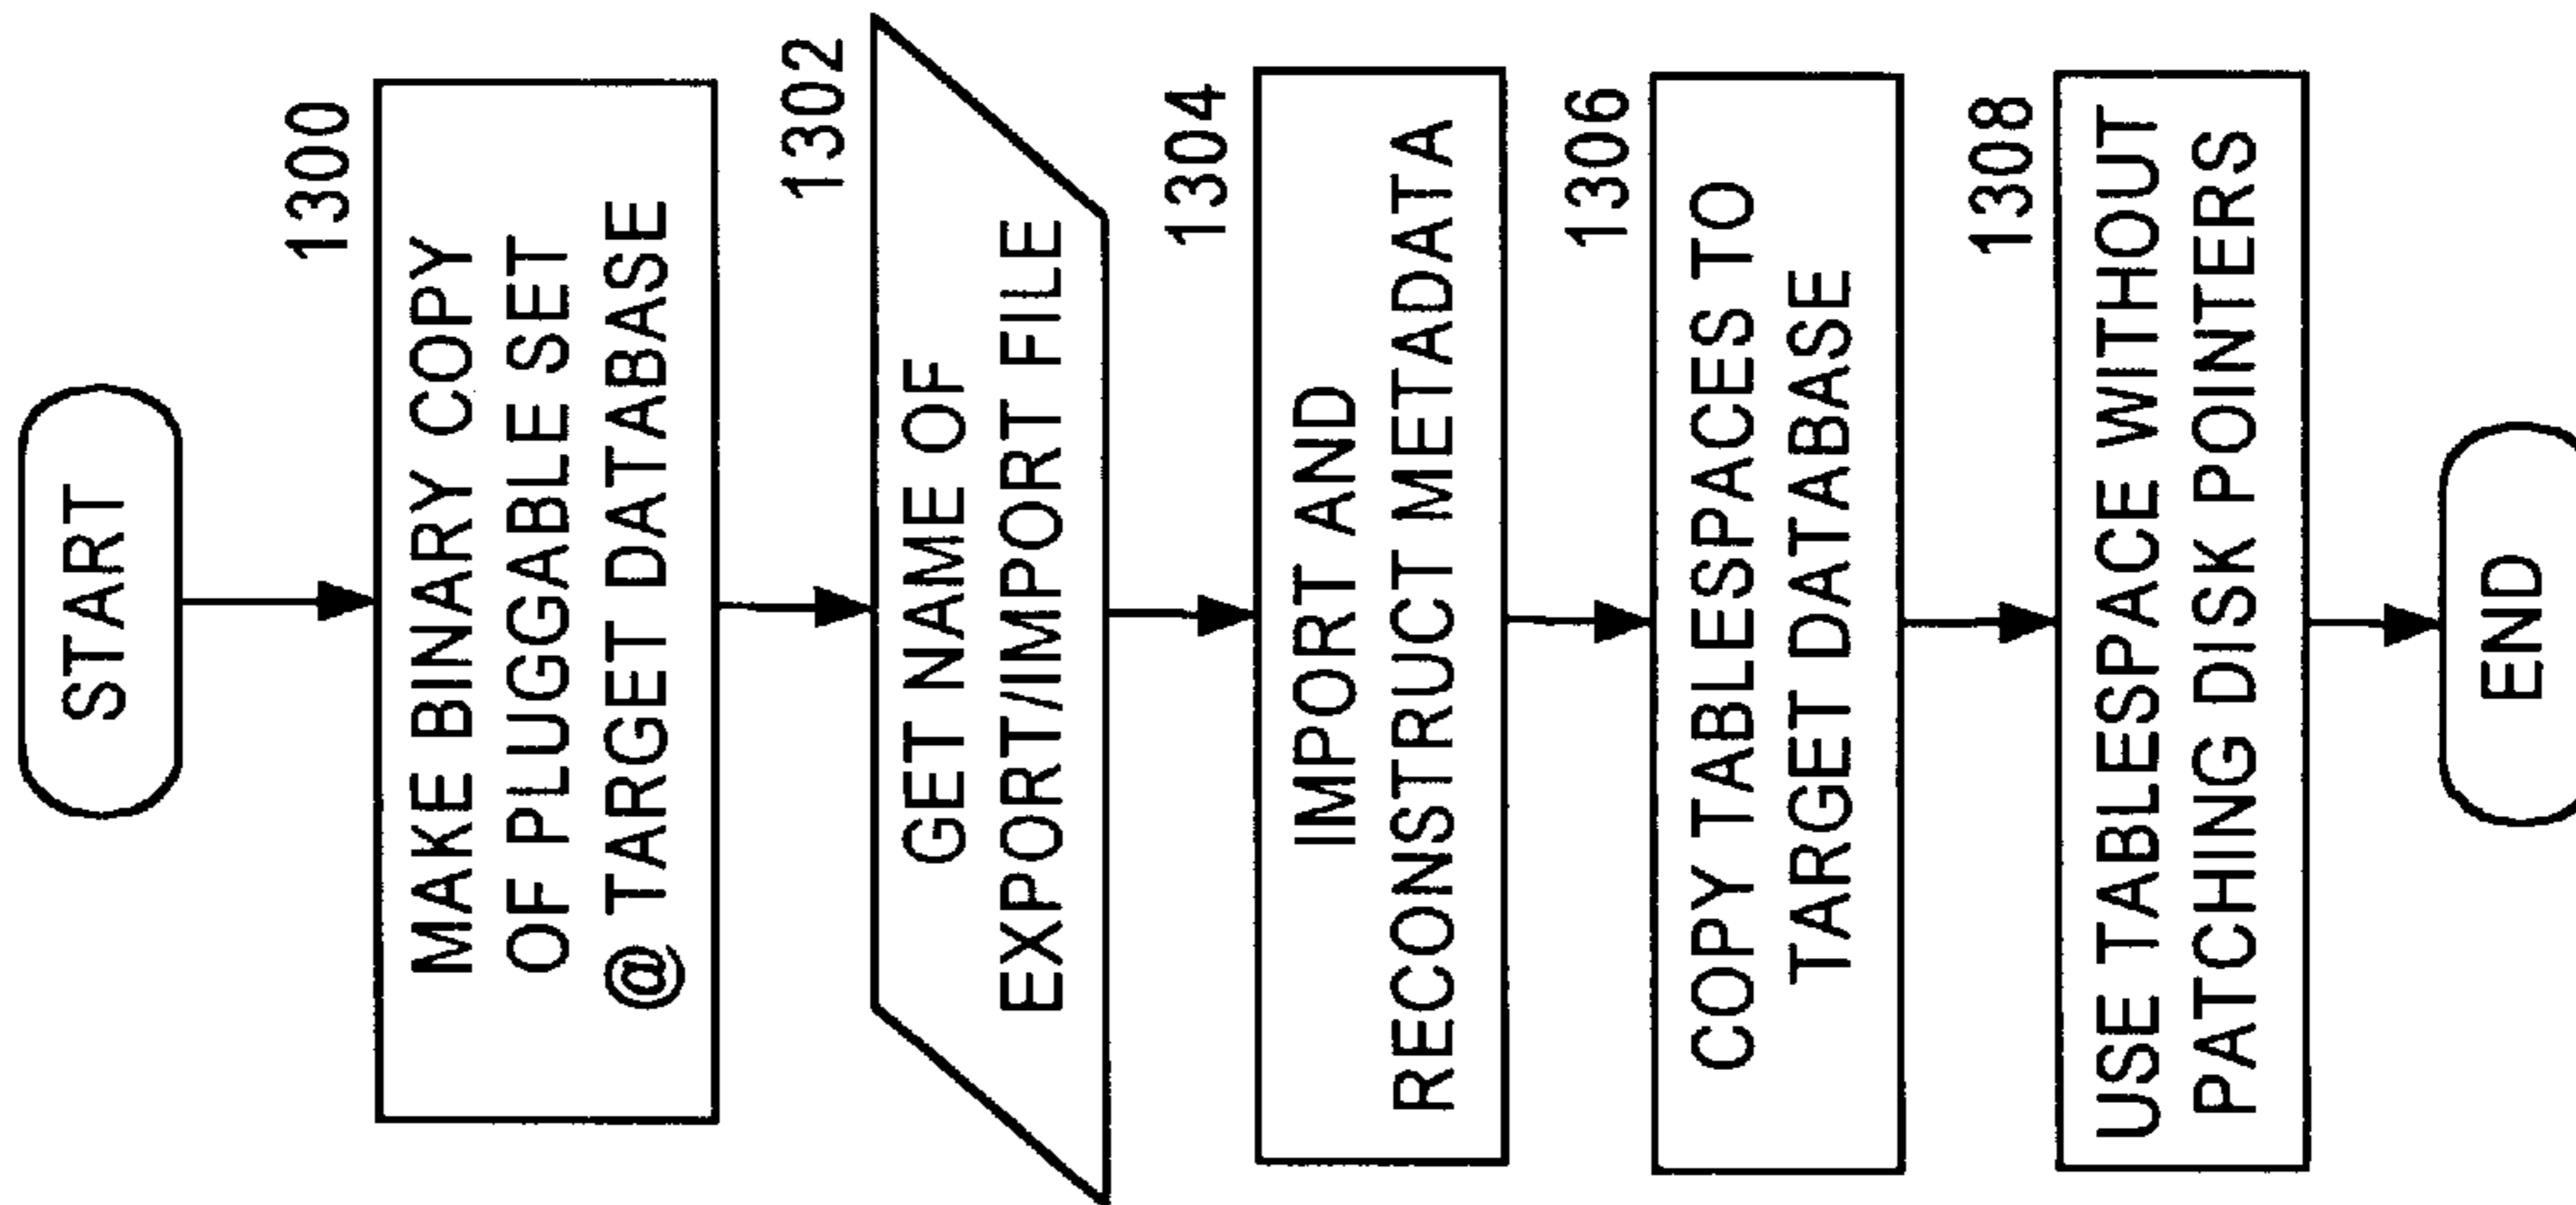 START
1300
MAKE BINARY COPY
OF PLUGGABLE SET
@ TARGET DATABASE
1302
GET NAME OF
EXPORT/IMPORT FILE
1304
IMPORT AND
RECONSTRUCT METADATA
1306
COPY TABLESPACES TO
TARGET DATABASE
1308
USE TABLESPACE WITHOUT
PATCHING DISK POINTERS
END